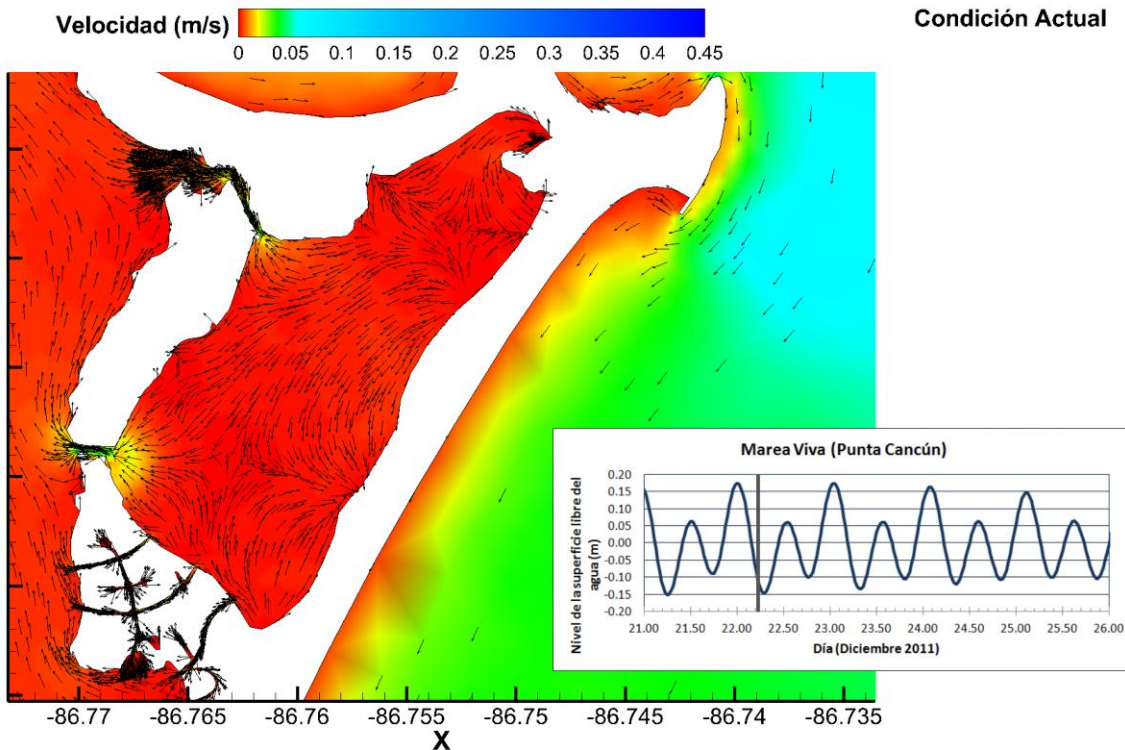 Velocidad (m/s)
0 0.05 0.1 0.15 0.2 0.25 0.3 0.35 0.4 0.45
Condición Actual
Marea Viva (Punta Cancún)
Nivel de la superficie libre del
agua (m)
0.20
0.15
0.10
0.05
0.00
-0.05
-0.10
-0.15
-0.20
21.00 21.50 22.00 22.50 23.00 23.50 24.00 24.50 25.00 25.50 26.00
Día (Diciembre 2011)
-86.77 -86.765 -86.76 -86.755 -86.75 -86.745 -86.74 -86.735
X